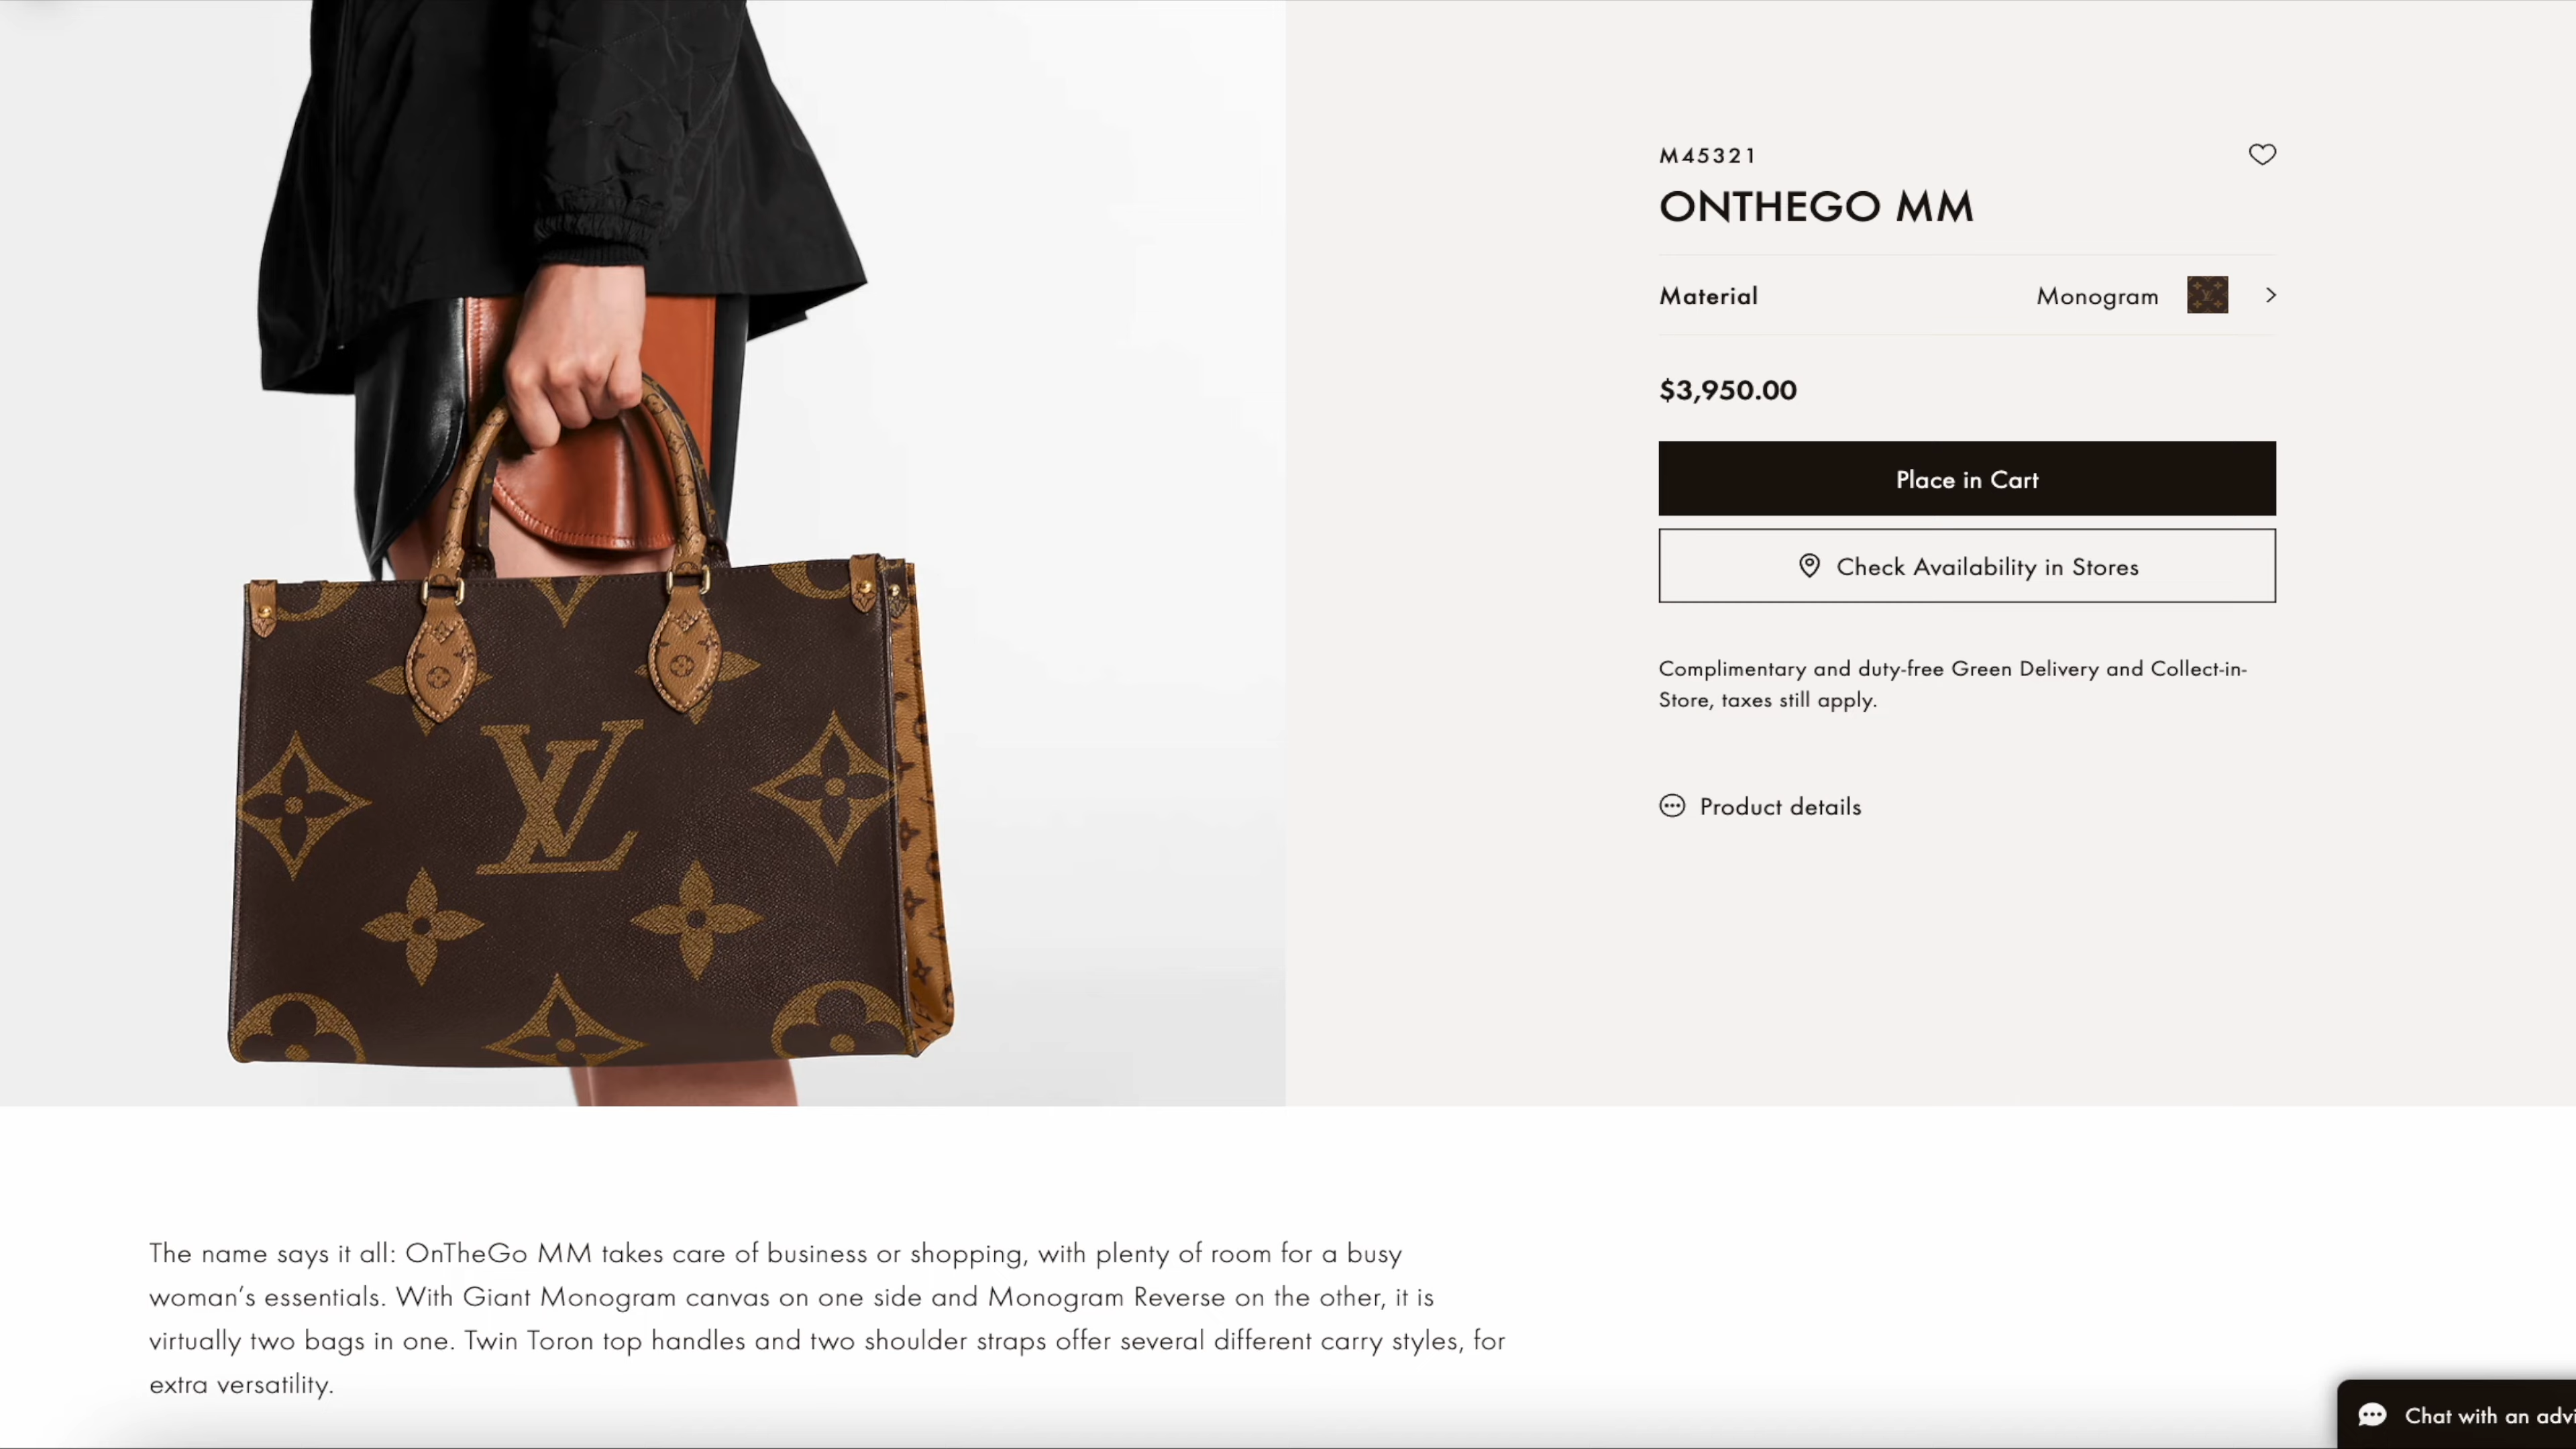 M45321
ONTHEGO MM
Material Monogram
$3,950.00
Place in Cart
Check Availability in Stores
Complimentary and duty-free Green Delivery and Collect-in-
Store, taxes still apply.
Product details
LV
The name says it all: OnTheGo MM takes care of business or shopping, with plenty of room for a busy
woman’s essentials. With Giant Monogram canvas on one side and Monogram Reverse on the other, it is
virtually two bags in one. Twin Toron top handles and two shoulder straps offer several different carry styles, for
extra versatility.
Chat with an advi